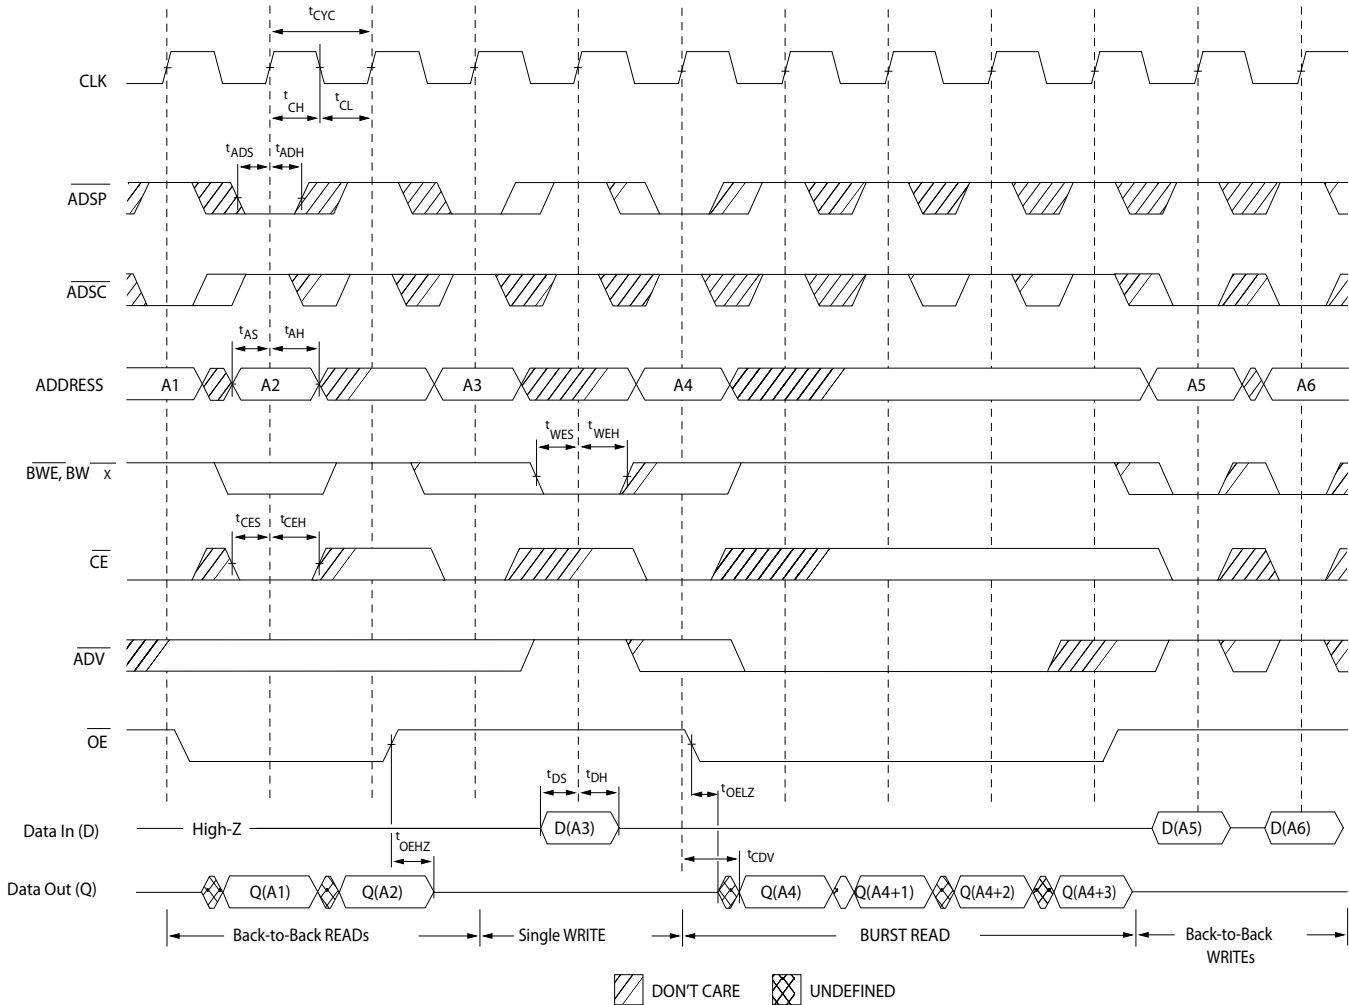 tCYC
CLK
tCH
tCL
tADS
tADH
ADSP
ADSC
tAS
tAH
ADDRESS
A1
A2
A3
A4
A5
A6
tWES
tWEH
BWE, BW X
tCES
tCEH
CE
ADV
OE
tDS
tDH
tOELZ
Data In (D)
High-Z
D(A3)
D(A5)
D(A6)
tOEHZ
tCDV
Data Out (Q)
Q(A1)
Q(A2)
Q(A4)
Q(A4+1)
Q(A4+2)
Q(A4+3)
Back-to-Back READs
Single WRITE
BURST READ
Back-to-Back
WRITEs
DON'T CARE
UNDEFINED